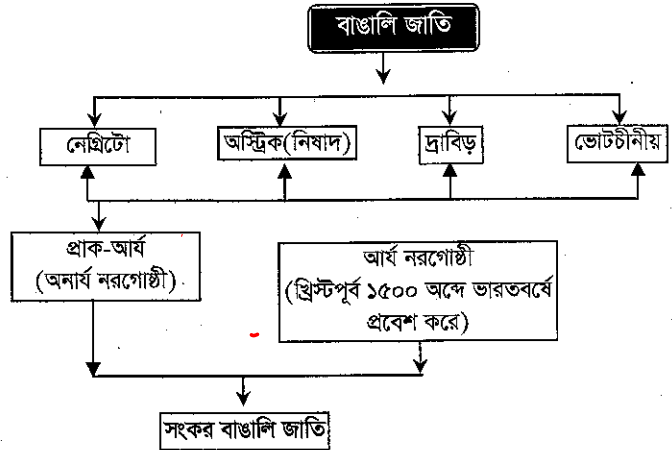 বাঙালি জাতি
নেগ্রিটো
অস্ট্রিক(নিষাদ)
দ্রাবিড়
ভোটচীনীয়
প্রাক-আর্য
(অনার্য নরগোষ্ঠী)
আর্য নরগোষ্ঠী
(খ্রিস্টপূর্ব ১৫০০ অব্দে ভারতবর্ষে
প্রবেশ করে)
সংকর বাঙালি জাতি